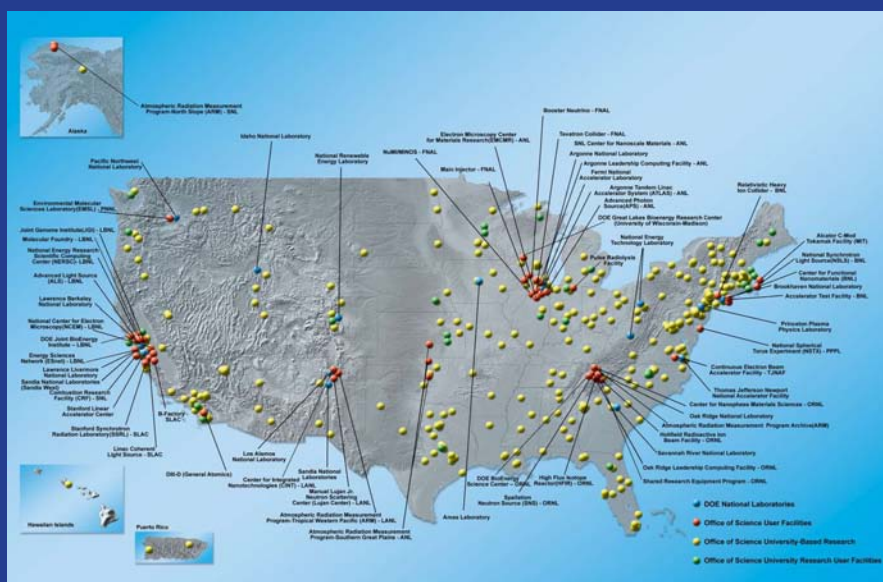 Atmospheric Radiation Measurement
Program-North Slope (ARM) - SNL
Alaska
Pacific Northwest
National Laboratory
Idaho National Laboratory
National Renewable
Energy Laboratory
Environmental Molecular
Sciences Laboratory(EMSL) - PNNL
Joint Genome Institute(JGI) - LBNL
Molecular Foundry - LBNL
National Energy Research
Scientific Computing
Center (NERSC)- LBNL
Advanced Light Source
(ALS) - LBNL
Lawrence Berkeley
National Laboratory
National Center for Electron
Microscopy(NCEM) - LBNL
DOE Joint BioEnergy
Institute - LBNL
Energy Sciences
Network (ESnet) - LBNL
Lawrence Livermore
National Laboratory
Sandia National Laboratories
(Sandia West)
Combustion Research
Facility (CRF) - SNL
Stanford Linear
Accelerator Center
Stanford Synchrotron
Radiation Laboratory(SSRL) - SLAC
Linac Coherent
Light Source - SLAC
B-Factory-
SLAC
DIII-D (General Atomics)
Los Alamos
National Laboratory
Center for Integrated
Nanotechnologies (CINT) - LANL
Sandia National
Laboratories
Manuel Lujan Jr.
Neutron Scattering
Center (Lujan Center) - LANL
Atmospheric Radiation Measurement
Program-Tropical Western Pacific (ARM) - LANL
Atmospheric Radiation Measurement
Program-Southern Great Plains - ANL
Ames Laboratory
Booster Neutrino - FNAL
Electron Microscopy Center
for Materials Research(EMCMR) - ANL
Tevatron Collider - FNAL
NuMI/MINOS - FNAL
Main Injector - FNAL
Center for Nanoscale Materials - ANL
Argonne National Laboratory
Argonne Leadership Computing Facility - ANL
Fermi National
Accelerator Laboratory
Argonne Tandem Linac
Accelerator System (ATLAS) - ANL
Advanced Photon
Source(APS) - ANL
DOE Great Lakes Bioenergy Research Center
(University of Wisconsin-Madison)
Pulse Radiolysis
Facility
National Energy
Technology Laboratory
Relativistic Heavy
Ion Collider - BNL
Alcator C-Mod
Tokamak Facility (MIT)
National Synchrotron
Light Source(NSLS) - BNL
Center for Functional
Nanomaterials (BNL)
Brookhaven National Laboratory
Accelerator Test Facility - BNL
Princeton Plasma
Physics Laboratory
National Spherical
Torus Experiment (NSTX) - PPPL
Continuous Electron Beam
Accelerator Facility - TJNAF
Thomas Jefferson Newport
National Accelerator Facility
Center for Nanophase Materials Sciences - ORNL
Oak Ridge National Laboratory
Atmospheric Radiation Measurement Program Archive(ARM)
Holifield Radioactive Ion
Beam Facility - ORNL
Savannah River National Laboratory
Oak Ridge Leadership Computing Facility - ORNL
Shared Research Equipment Program - ORNL
High Flux Isotope
Reactor(HFIR) - ORNL
DOE BioEnergy
Science Center - ORNL
Spallation
Neutron Source (SNS) - ORNL
Hawaiian Islands
Puerto Rico
DOE National Laboratories
Office of Science User Facilities
Office of Science University-Based Research
Office of Science University Research User Facilities